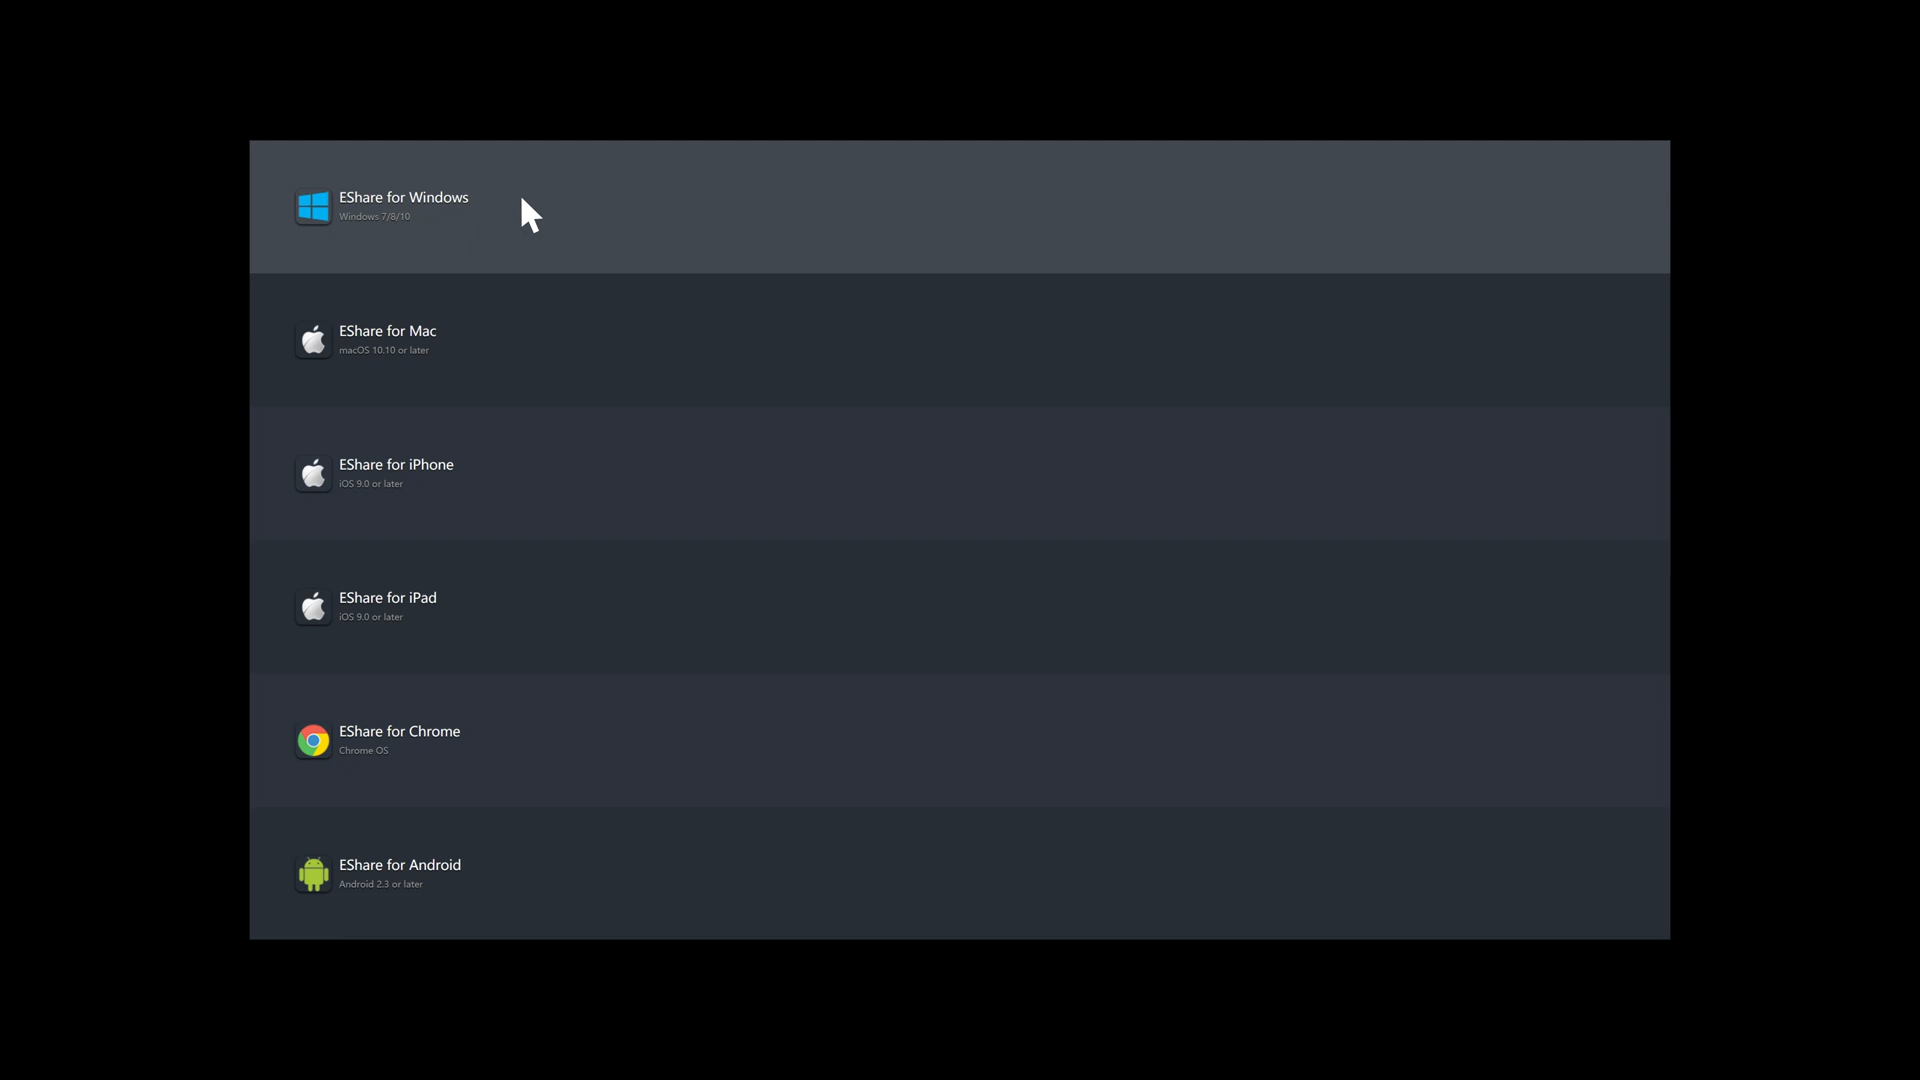 EShare for Windows
Windows 7/8/10
EShare for Mac
macOS 10.10 or later
EShare for iPhone
iOS 9.0 or later
EShare for iPad
iOS 9.0 or later
EShare for Chrome
Chrome OS
EShare for Android
Android 2.3 or later